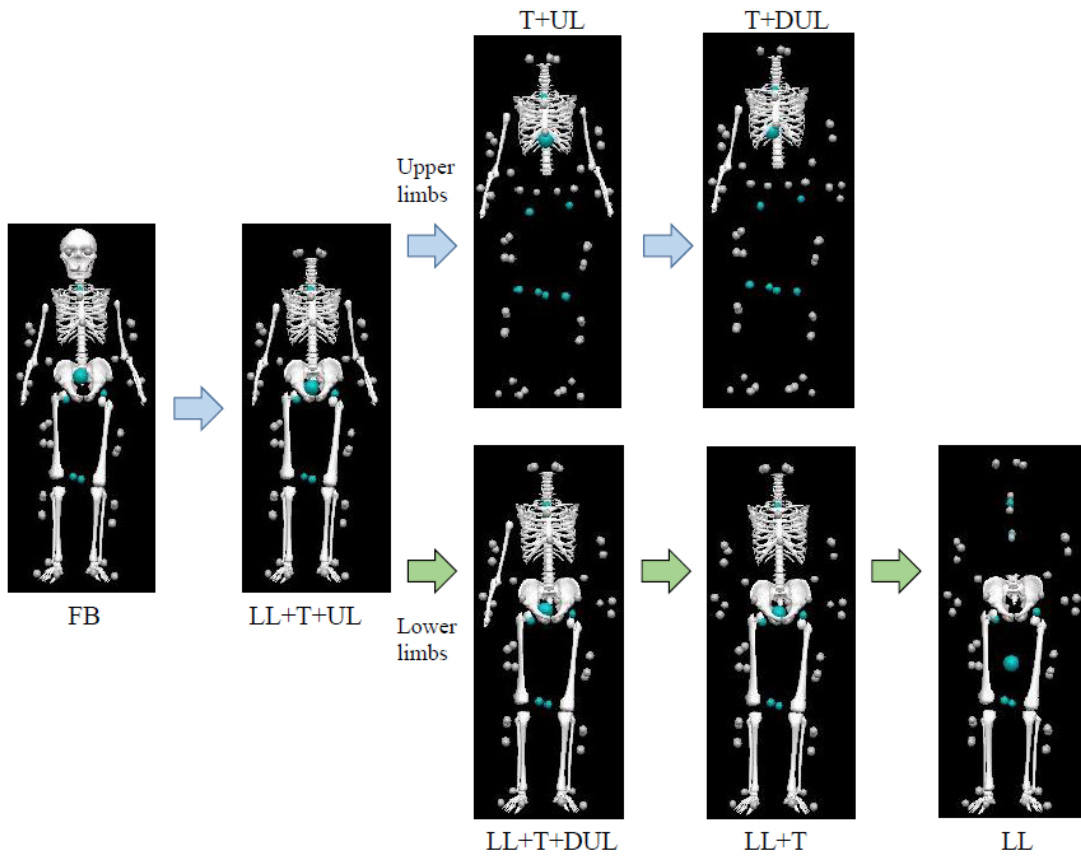 T+UL
T+DUL
Upper
limbs
FB
LL+T+UL
Lower
limbs
LL+T+DUL
LL+T
LL